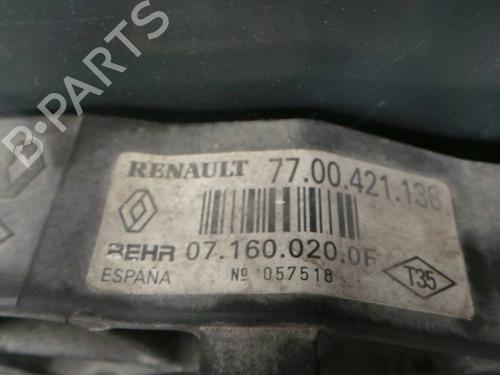 RENAULT 77.00.421.138
BEHR 07.160.020.0F
ESPAÑA Nº 057518
T35
B-PARTS